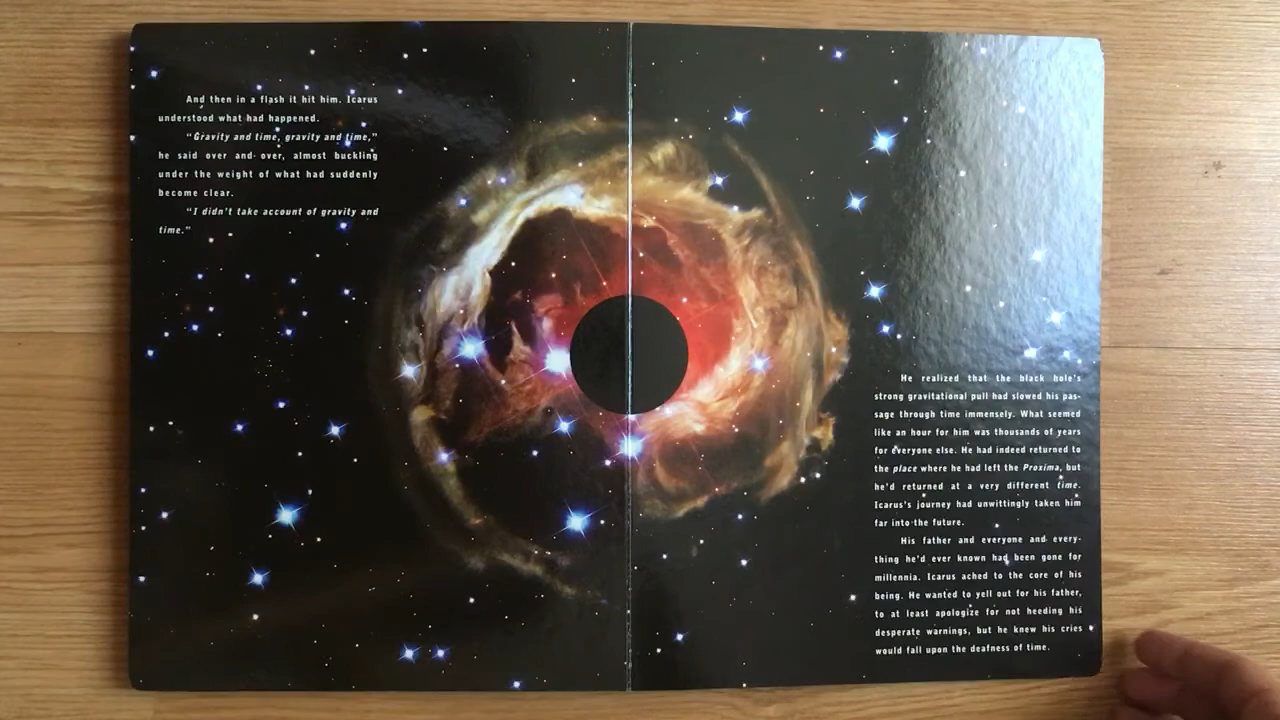 And then in a flash it hit him. Icarus
understood what had happened.
“Gravity and time, gravity and time,”
he said over and over, almost buckling
under the weight of what had suddenly
become clear.
“I didn't take account of gravity and
time.”
He realized that the black hole's
strong gravitational pull had slowed his pas-
sage through time immensely. What seemed
like an hour for him was thousands of years
for everyone else. He had indeed returned to
the place where he had left the Proxima, but
he'd returned at a very different time.
Icarus's journey had unwittingly taken him
far into the future.
His father and everyone and every-
thing he'd ever known had been gone for
millennia. Icarus ached to the core of his
being. He wanted to yell out for his father,
to at least apologize for not heeding his
desperate warnings, but he knew his cries
would fall upon the deafness of time.